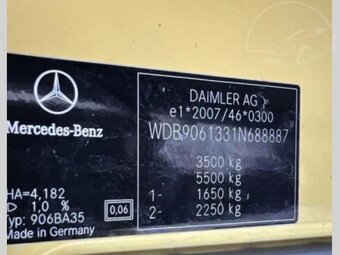 Mercedes-Benz
DAIMLER AG
e1*2007/46*0300
WDB9061331N688887
3500 kg
5500 kg
1- 1650 kg
2- 2250 kg
HA=4,182
D 1,0 %
Typ: 906BA35
0,06
Made in Germany